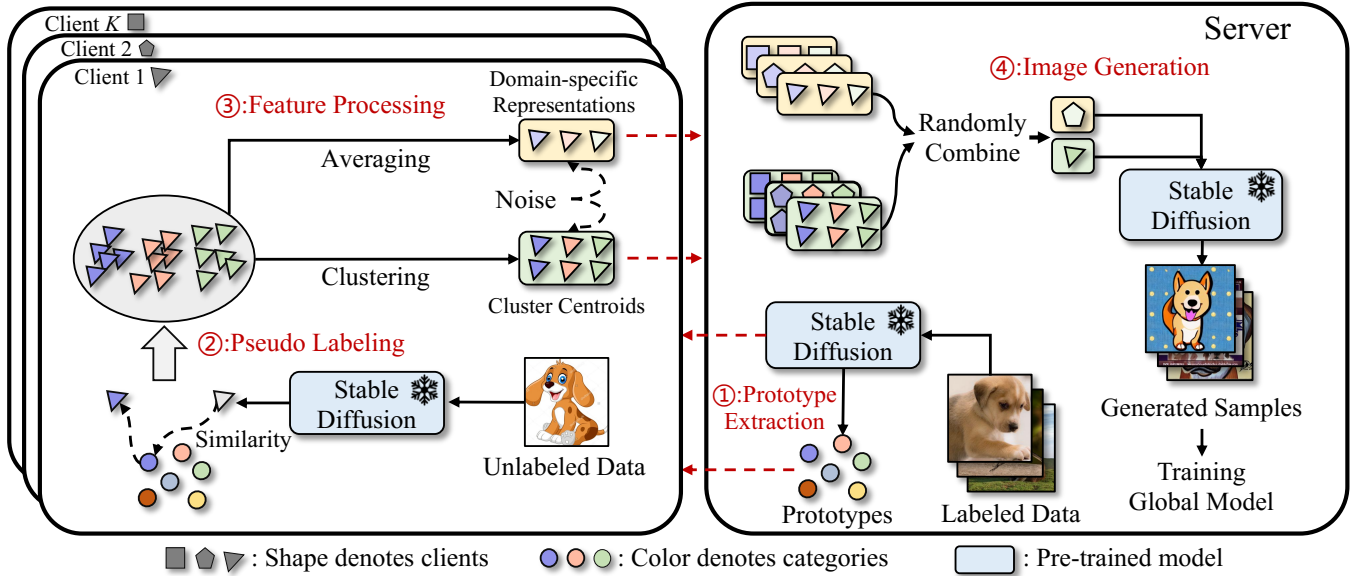 Client K
Client 2
Client 1
③:Feature Processing
Domain-specific
Representations
Averaging
Noise
Clustering
Cluster Centroids
②:Pseudo Labeling
Stable
Diffusion
Similarity
Unlabeled Data
Server
④:Image Generation
Randomly
Combine
Stable
Diffusion
Stable
Diffusion
①:Prototype
Extraction
Prototypes
Labeled Data
Generated Samples
Training
Global Model
: Shape denotes clients
: Color denotes categories
: Pre-trained model